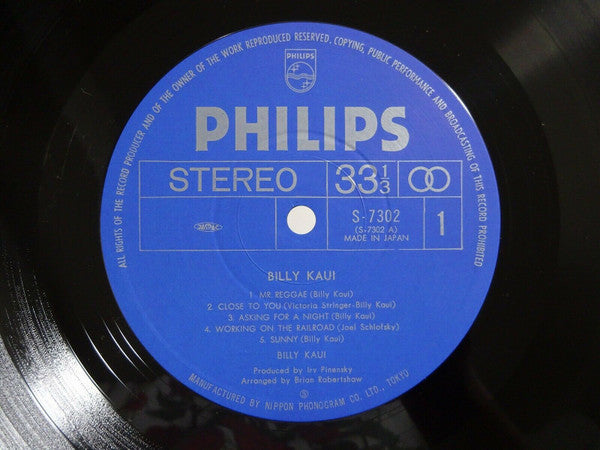 ALL RIGHTS OF THE RECORD PRODUCER AND OF THE OWNER OF THE WORK REPRODUCED RESERVED, COPYING, PUBLIC PERFORMANCE AND BROADCASTING OF THIS RECORD PROHIBITED
PHILIPS
PHILIPS
STEREO 33 1/3
S-7302
(S-7302 A)
MADE IN JAPAN
1
BILLY KAUI
1. MR. REGGAE (Billy Kaui)
2. CLOSE TO YOU (Victoria Stringer-Billy Kaui)
3. ASKING FOR A NIGHT (Billy Kaui)
4. WORKING ON THE RAILROAD (Joel Schlofsky)
5. SUNNY (Billy Kaui)
BILLY KAUI
Produced by Irv Pinensky
Arranged by Brian Robertshaw
MANUFACTURED BY NIPPON PHONOGRAM CO. LTD., TOKYO